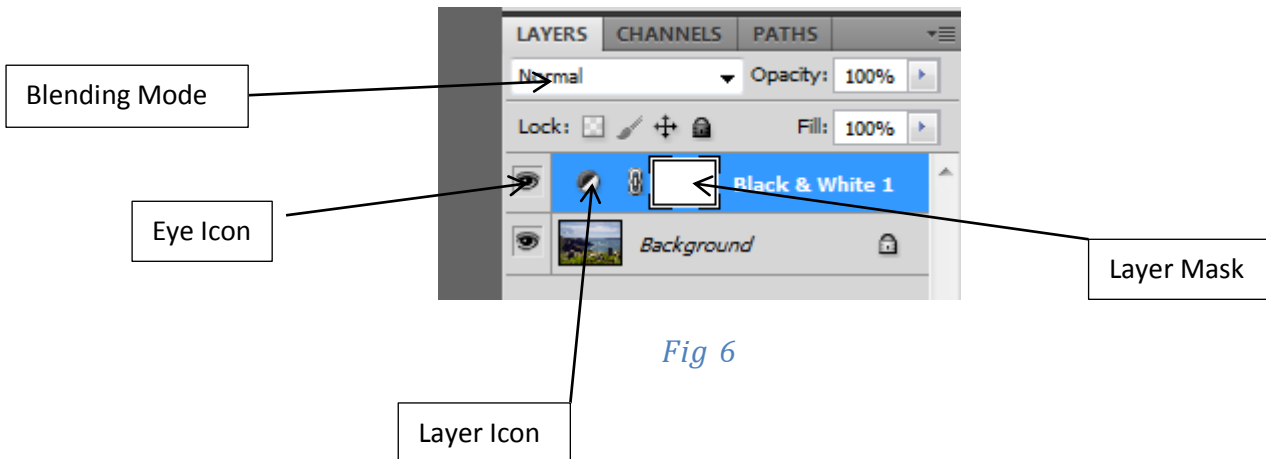 LAYERS CHANNELS PATHS
Normal Opacity: 100%
Blending Mode
Lock: Fill: 100%
Black & White 1
Eye Icon
Background
Layer Mask
Fig 6
Layer Icon